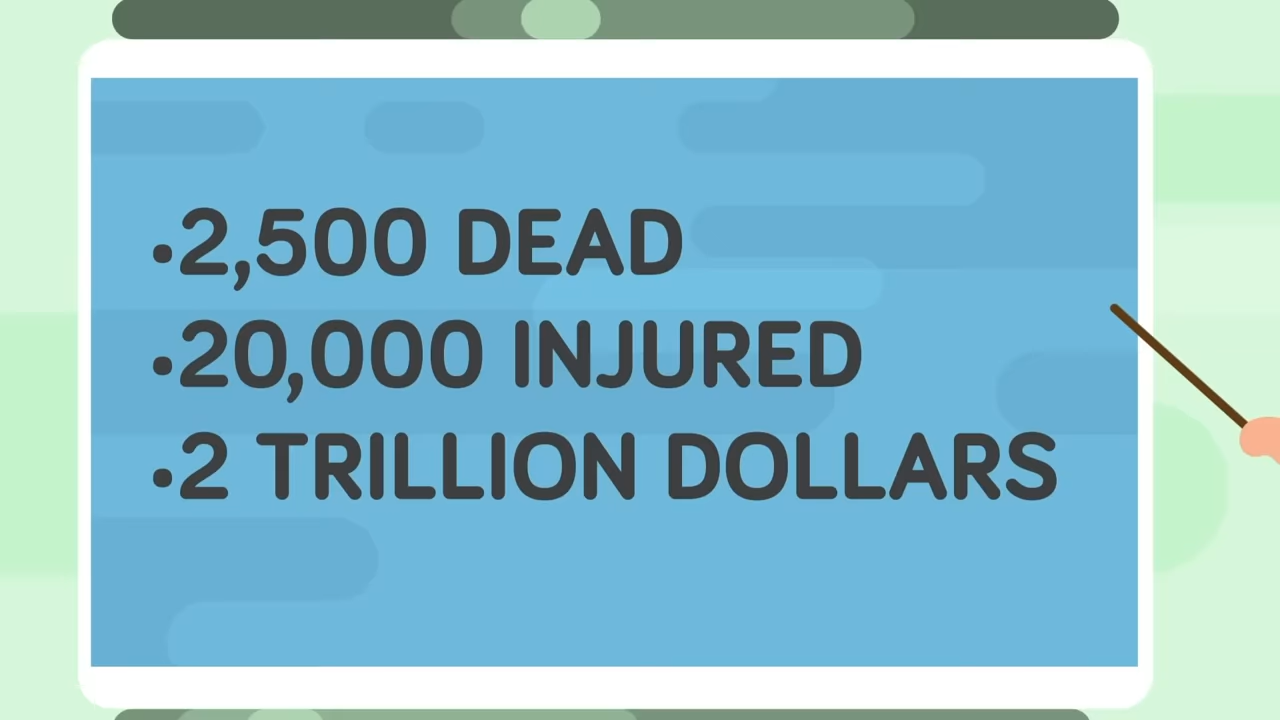 •2,500 DEAD
•20,000 INJURED
•2 TRILLION DOLLARS